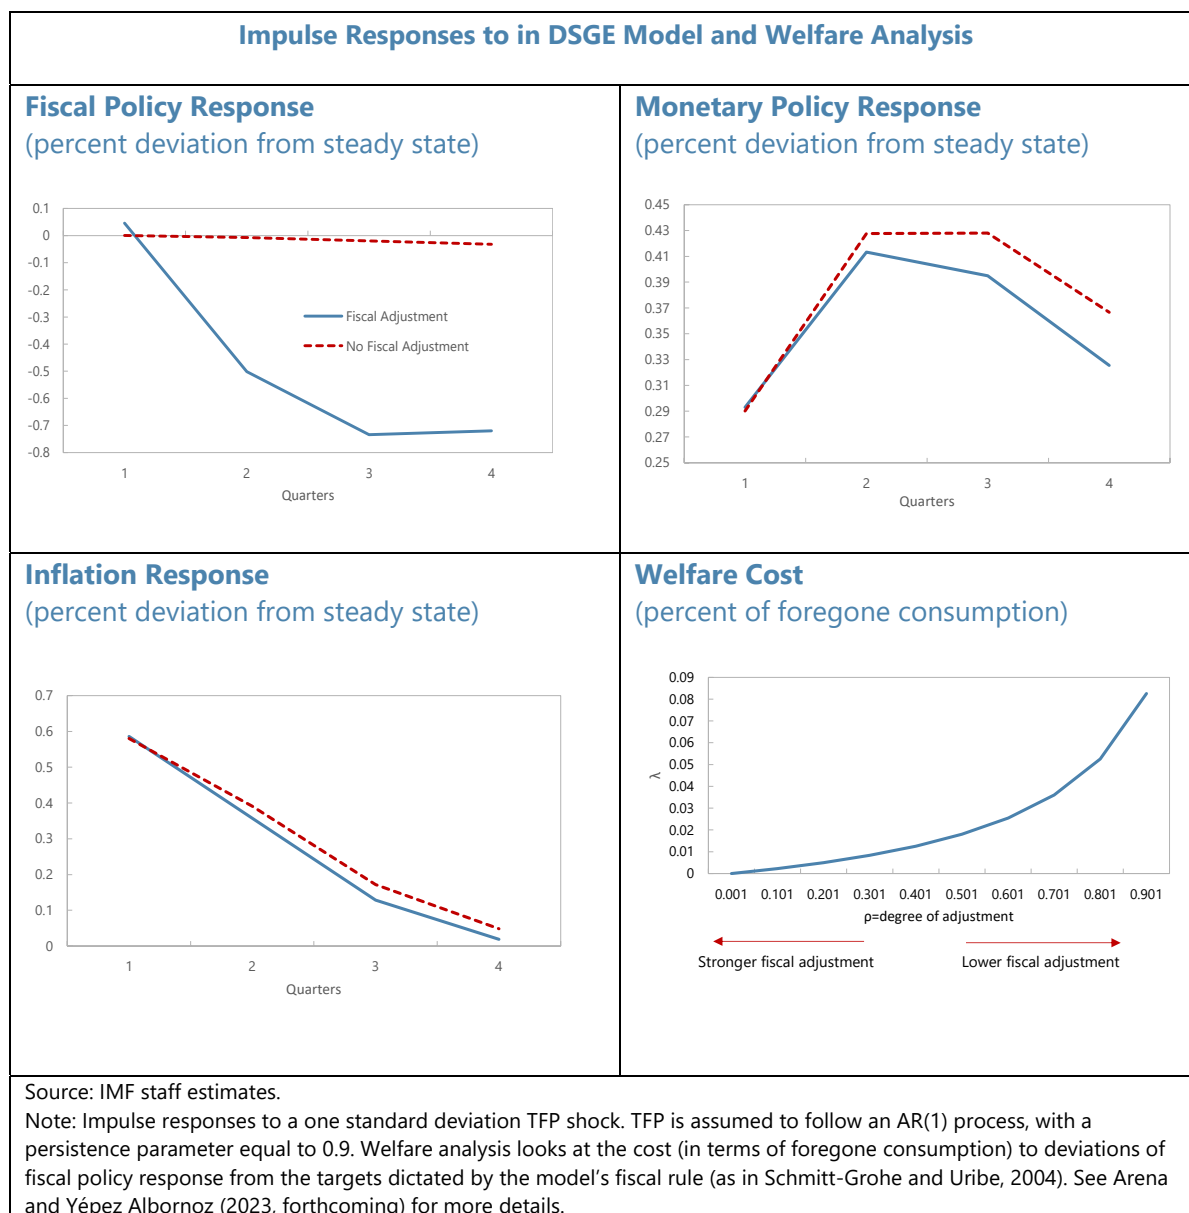 Impulse Responses to in DSGE Model and Welfare Analysis
Fiscal Policy Response
(percent deviation from steady state)
0.1
0
-0.1
-0.2
-0.3
-0.4
-0.5
-0.6
-0.7
-0.8
Fiscal Adjustment
No Fiscal Adjustment
1 2 3 4
Quarters
Monetary Policy Response
(percent deviation from steady state)
0.45
0.43
0.41
0.39
0.37
0.35
0.33
0.31
0.29
0.27
0.25
1 2 3 4
Quarters
Inflation Response
(percent deviation from steady state)
0.7
0.6
0.5
0.4
0.3
0.2
0.1
0
1 2 3 4
Quarters
Welfare Cost
(percent of foregone consumption)
0.09
0.08
0.07
0.06
0.05
0.04
0.03
0.02
0.01
0
λ
0.001 0.101 0.201 0.301 0.401 0.501 0.601 0.701 0.801 0.901
ρ=degree of adjustment
Stronger fiscal adjustment Lower fiscal adjustment
Source: IMF staff estimates.
Note: Impulse responses to a one standard deviation TFP shock. TFP is assumed to follow an AR(1) process, with a
persistence parameter equal to 0.9. Welfare analysis looks at the cost (in terms of foregone consumption) to deviations of
fiscal policy response from the targets dictated by the model's fiscal rule (as in Schmitt-Grohe and Uribe, 2004). See Arena
and Yépez Albornoz (2023, forthcoming) for more details.